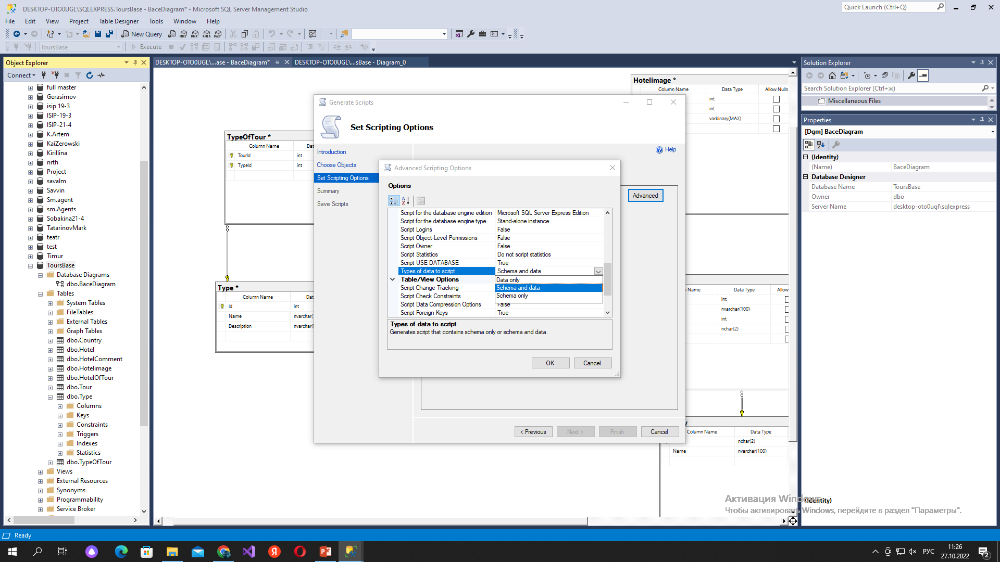 DESKTOP-OTO0UGL\SQLEXPRESS.ToursBase - BaceDiagram* - Microsoft SQL Server Management Studio
Quick Launch (Ctrl+Q)
File Edit View Project Table Designer Tools Window Help
New Query
MDX DMX XMLA DAX
ToursBase
Execute
Object Explorer
Connect
full master
Gerasimov
isip 19-3
ISIP-19-3
ISIP-21-4
K.Artem
KaiZerowski
Kirillina
nrth
Project
savalm
Savvin
Sm.agent
sm.Agents
Sobakina21-4
TatarinovMark
teatr
test
Timur
ToursBase
Database Diagrams
dbo.BaceDiagram
Tables
System Tables
FileTables
External Tables
Graph Tables
dbo.Country
dbo.Hotel
dbo.HotelComment
dbo.Hotelimage
dbo.HotelOfTour
dbo.Tour
dbo.Type
Columns
Keys
Constraints
Triggers
Indexes
Statistics
dbo.TypeOfTour
Views
External Resources
Synonyms
Programmability
Service Broker
DESKTOP-OTO0UGL\...ase - BaceDiagram*
DESKTOP-OTO0UGL\...sBase - Diagram_0
Hotelimage *
Column Name Data Type Allow Nulls
int
int
varbinary(MAX)
TypeOfTour *
Column Name Dat
TourId int
TypeId int
Type *
Column Name Dat
Id int
Name nvarchar(
Description nvarchar(
Generate Scripts
Set Scripting Options
Introduction
Choose Objects
Set Scripting Options
Summary
Save Scripts
Help
Advanced
Advanced Scripting Options
Options
Script for the database engine edition Microsoft SQL Server Express Edition
Script for the database engine type Stand-alone instance
Script Logins False
Script Object-Level Permissions False
Script Owner False
Script Statistics Do not script statistics
Script USE DATABASE True
Types of data to script Schema and data
Data only
Schema and data
Schema only
Table/View Options
Script Change Tracking
Script Check Constraints
Script Data Compression Options False
Script Foreign Keys True
Types of data to script
Generates script that contains schema only or schema and data.
OK Cancel
< Previous Next > Finish Cancel
Name Data Type Allow
int
nvarchar(100)
int
nchar(2)
y
Column Name Data Type
nchar(2)
Name nvarchar(100)
Solution Explorer
Search Solution Explorer (Ctrl+ж)
Miscellaneous Files
Properties
[Dgm] BaceDiagram
(Identity)
(Name) BaceDiagram
Database Designer
Database Name ToursBase
Owner dbo
Server Name desktop-oto0ugl\sqlexpress
(Identity)
Активация Windows
Чтобы активировать Windows, перейдите в раздел "Параметры".
Ready
РУС
11:26
27.10.2022
2